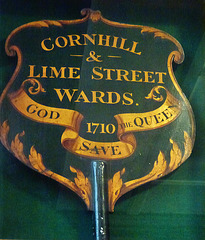 CORNHILL
&
LIME STREET
WARDS.
GOD 1710 THE QUEEN
SAVE